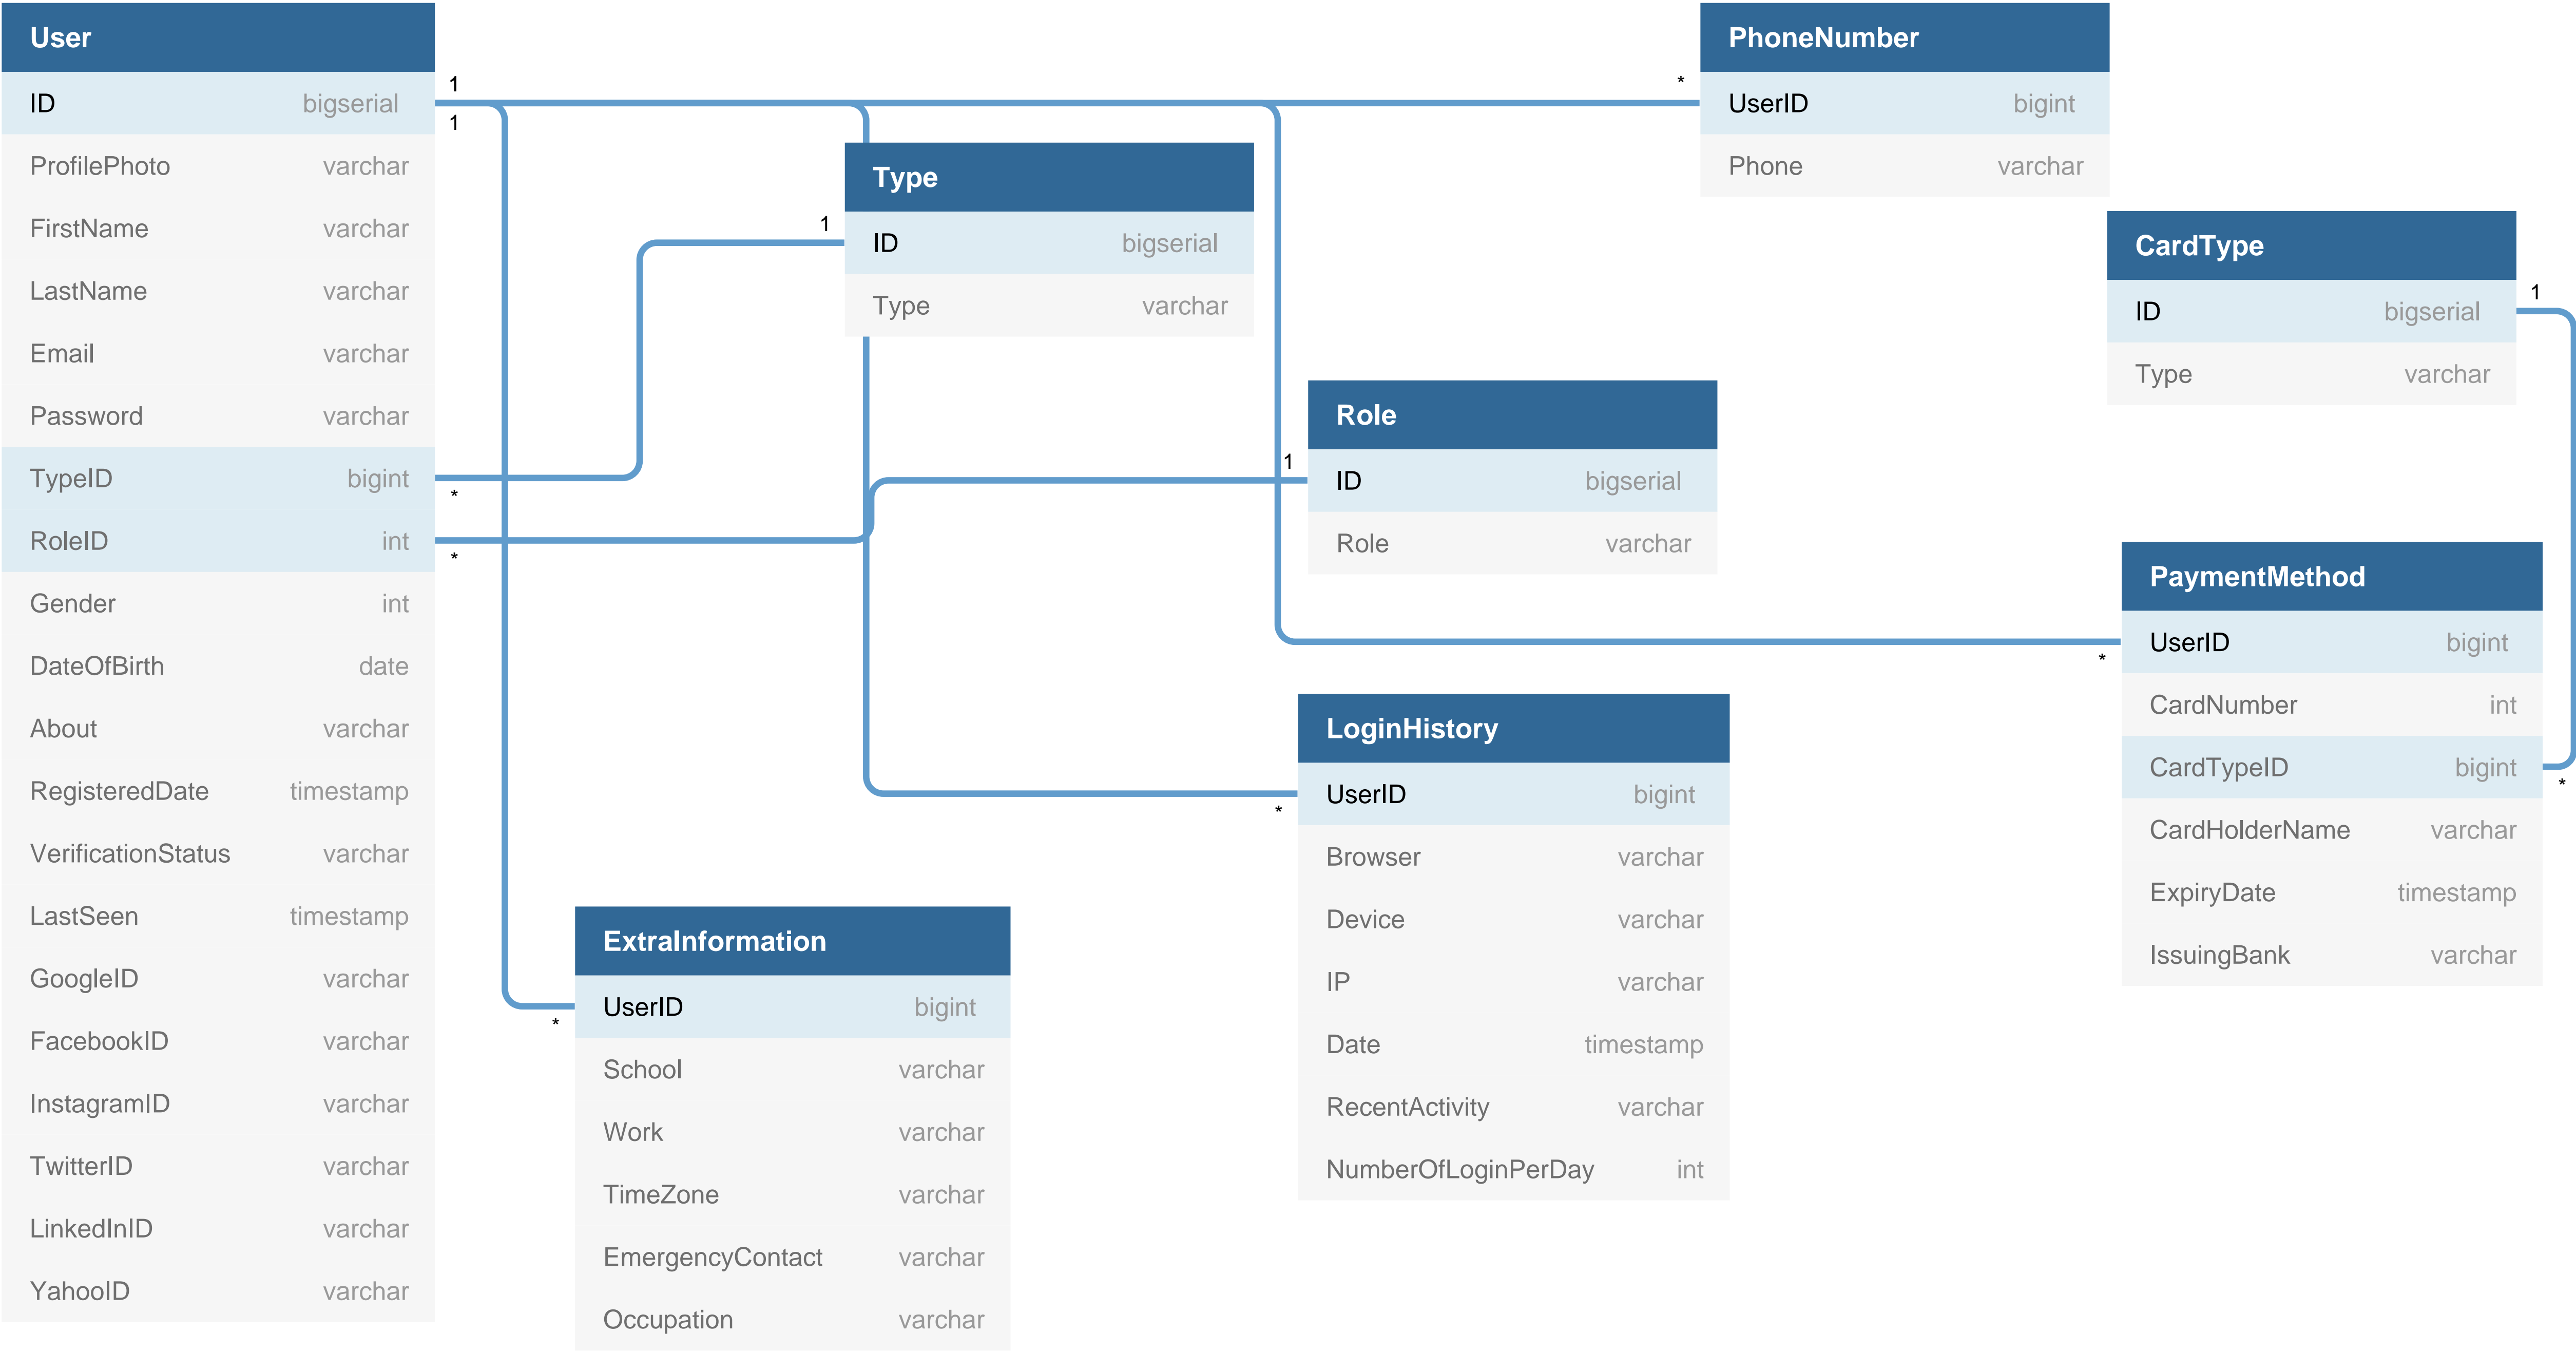 User
ID bigserial
ProfilePhoto varchar
FirstName varchar
LastName varchar
Email varchar
Password varchar
TypeID bigint
RoleID int
Gender int
DateOfBirth date
About varchar
RegisteredDate timestamp
VerificationStatus varchar
LastSeen timestamp
GoogleID varchar
FacebookID varchar
InstagramID varchar
TwitterID varchar
LinkedInID varchar
YahooID varchar
1
1
*
*
Type
1
ID bigserial
Type varchar
ExtraInformation
UserID bigint
*
School varchar
Work varchar
TimeZone varchar
EmergencyContact varchar
Occupation varchar
Role
1
ID bigserial
Role varchar
LoginHistory
UserID bigint
*
Browser varchar
Device varchar
IP varchar
Date timestamp
RecentActivity varchar
NumberOfLoginPerDay int
PhoneNumber
*
UserID bigint
Phone varchar
CardType
1
ID bigserial
Type varchar
PaymentMethod
UserID bigint
*
CardNumber int
CardTypeID bigint
*
CardHolderName varchar
ExpiryDate timestamp
IssuingBank varchar